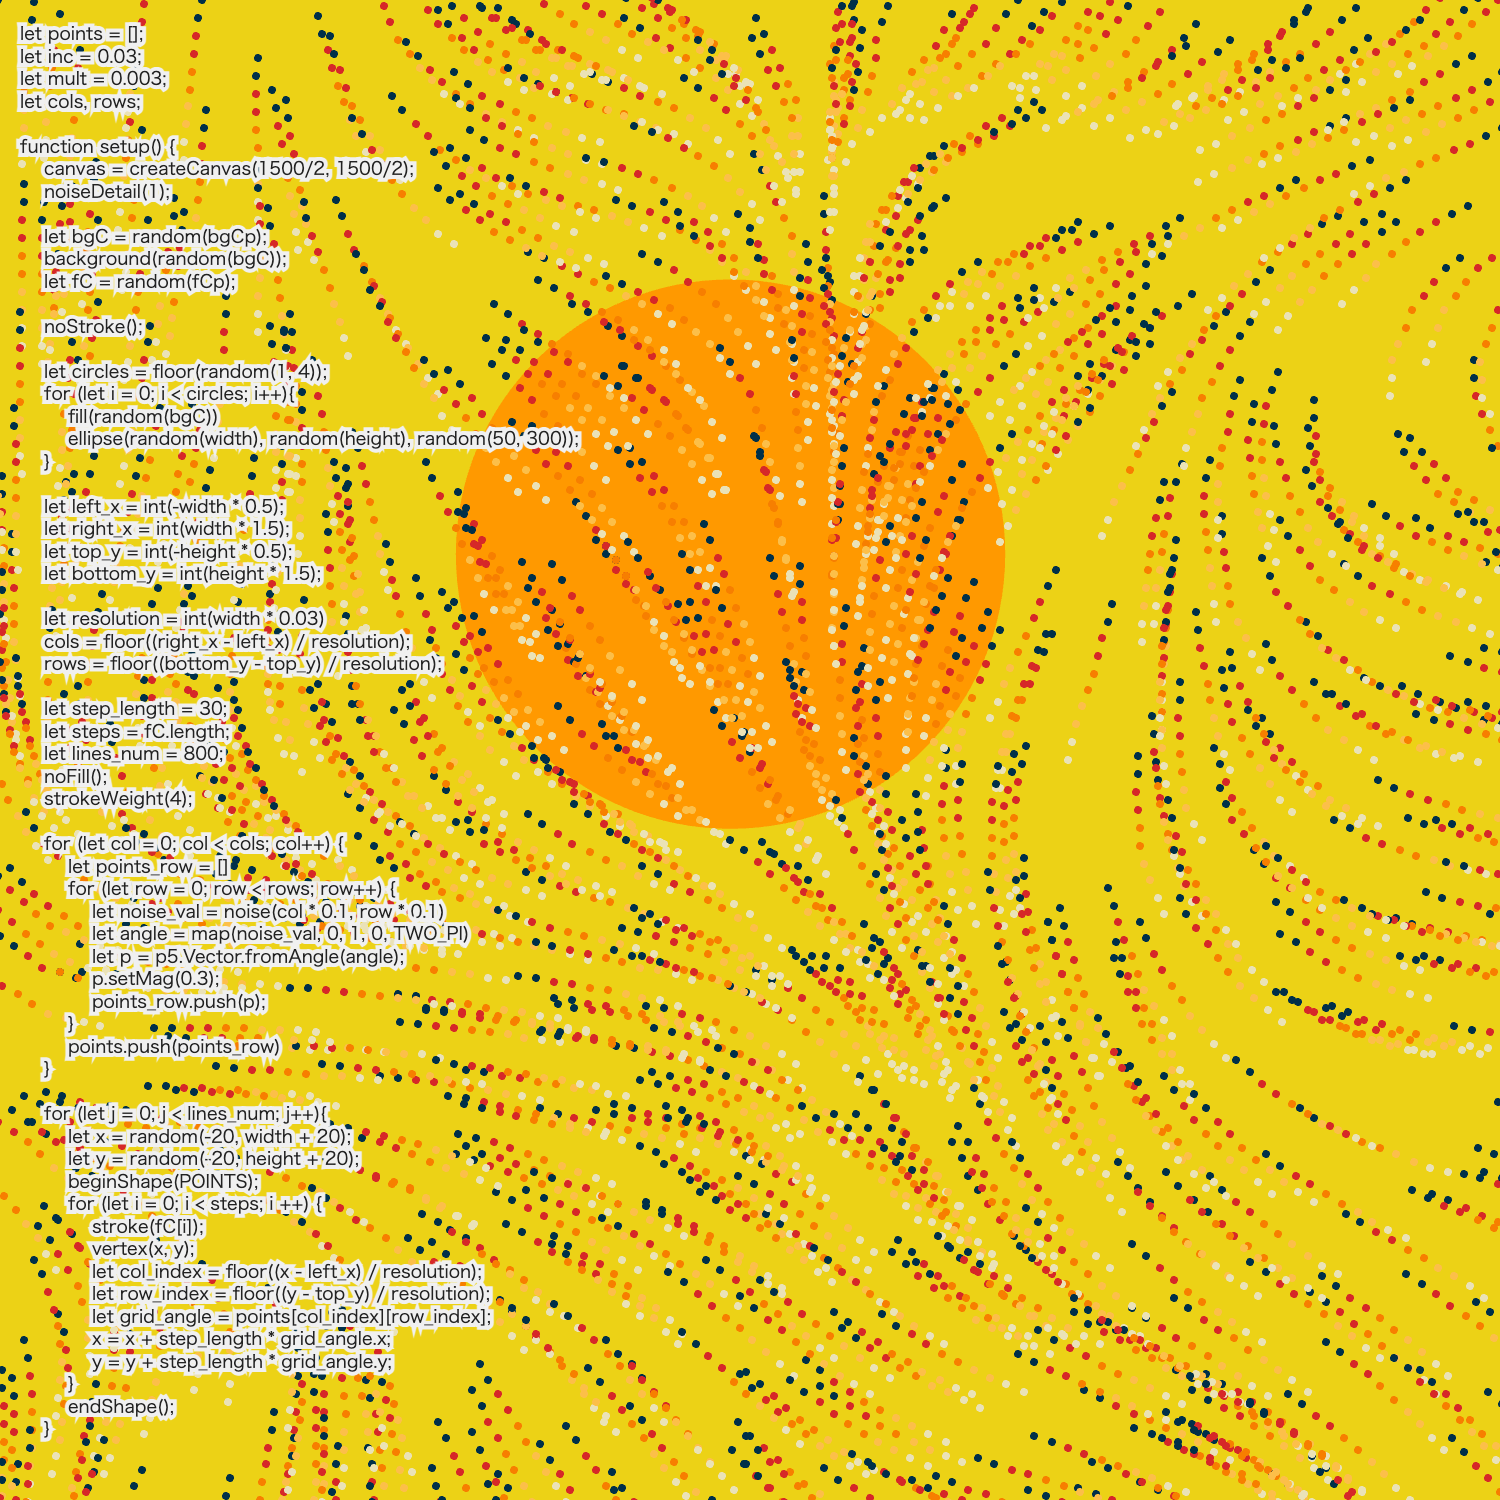 let points = [];
let inc = 0.03;
let mult = 0.003;
let cols, rows;
function setup() {
canvas = createCanvas(1500/2, 1500/2);
noiseDetail(1);
let bgC = random(bgCp);
background(random(bgC));
let fC = random(fCp);
noStroke();
let circles = floor(random(1, 4));
for (let i = 0; i < circles; i++){
fill(random(bgC))
ellipse(random(width), random(height), random(50, 300));
}
let left_x = int(-width * 0.5);
let right_x = int(width * 1.5);
let top_y = int(-height * 0.5);
let bottom_y = int(height * 1.5);
let resolution = int(width * 0.03)
cols = floor((right_x - left_x) / resolution);
rows = floor((bottom_y - top_y) / resolution);
let step_length = 30;
let steps = fC.length;
let lines_num = 800;
noFill();
strokeWeight(4);
for (let col = 0; col < cols; col++) {
let points_row = []
for (let row = 0; row < rows; row++) {
let noise_val = noise(col * 0.1, row * 0.1)
let angle = map(noise_val, 0, 1, 0, TWO_PI)
let p = p5.Vector.fromAngle(angle);
p.setMag(0.3);
points_row.push(p);
}
points.push(points_row)
}
for (let j = 0; j < lines_num; j++){
let x = random(-20, width + 20);
let y = random(-20, height + 20);
beginShape(POINTS);
for (let i = 0; i < steps; i ++) {
stroke(fC[i]);
vertex(x, y);
let col_index = floor((x - left_x) / resolution);
let row_index = floor((y - top_y) / resolution);
let grid_angle = points[col_index][row_index];
x = x + step_length * grid_angle.x;
y = y + step_length * grid_angle.y;
}
endShape();
}